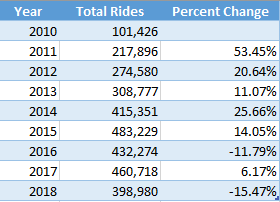 Year Total Rides Percent Change
2010 101,426
2011 217,896 53.45%
2012 274,580 20.64%
2013 308,777 11.07%
2014 415,351 25.66%
2015 483,229 14.05%
2016 432,274 -11.79%
2017 460,718 6.17%
2018 398,980 -15.47%